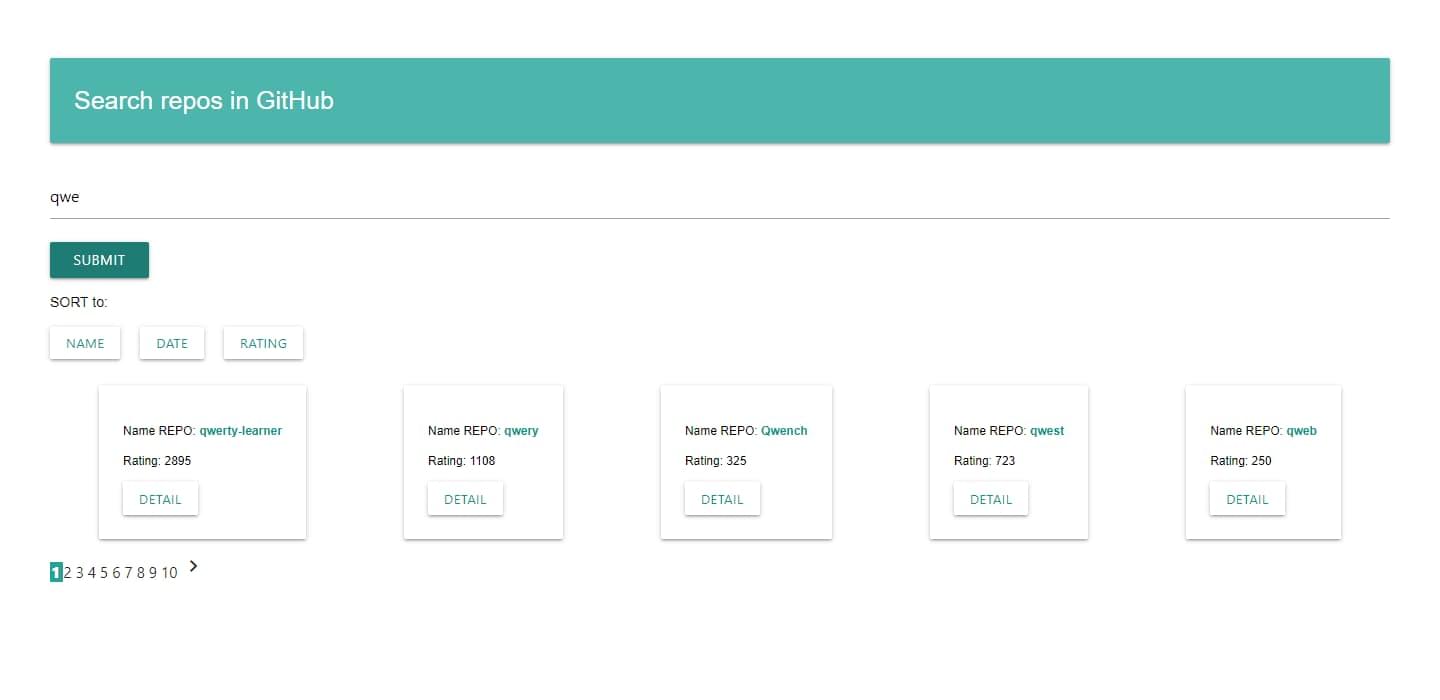 Search repos in GitHub
qwe
SUBMIT
SORT to:
NAME DATE RATING
Name REPO: qwerty-learner
Rating: 2895
DETAIL
Name REPO: qwery
Rating: 1108
DETAIL
Name REPO: Qwench
Rating: 325
DETAIL
Name REPO: qwest
Rating: 723
DETAIL
Name REPO: qweb
Rating: 250
DETAIL
1 2 3 4 5 6 7 8 9 10